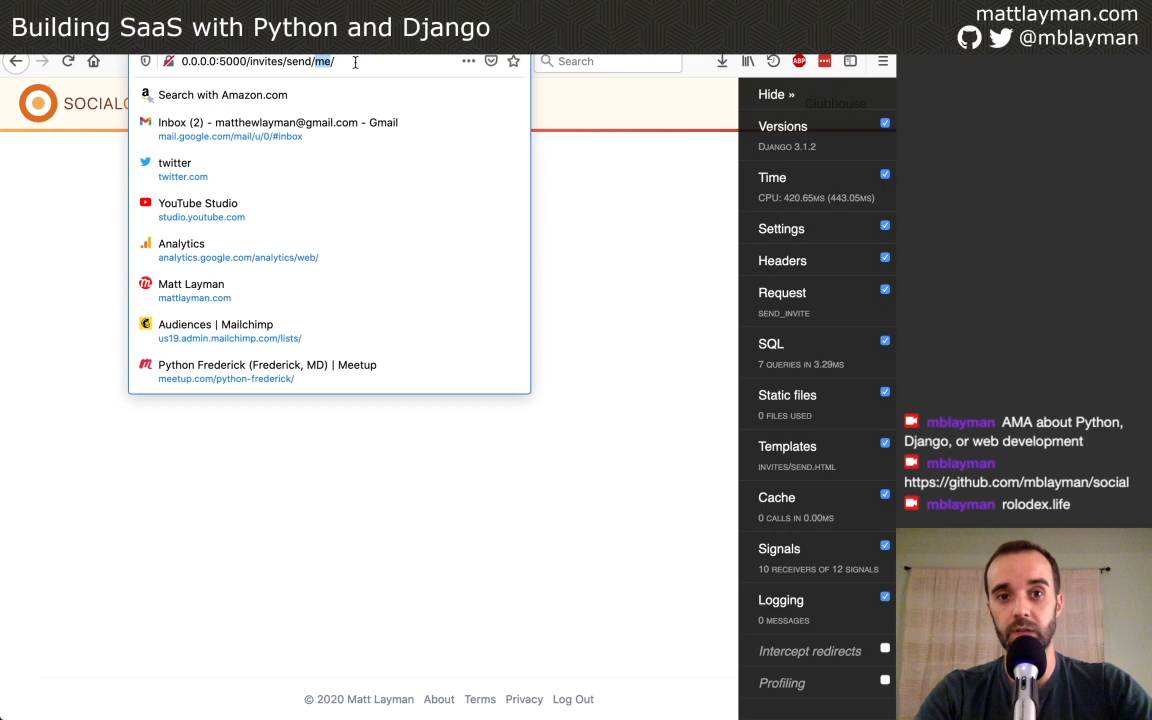 Building SaaS with Python and Django
mattlayman.com
@mblayman
0.0.0.0:5000/invites/send/me/
Search
SOCIALO
Search with Amazon.com
Inbox (2) - matthewlayman@gmail.com - Gmail
mail.google.com/mail/u/0/#inbox
twitter
twitter.com
YouTube Studio
studio.youtube.com
Analytics
analytics.google.com/analytics/web/
Matt Layman
mattlayman.com
Audiences | Mailchimp
us19.admin.mailchimp.com/lists/
Python Frederick (Frederick, MD) | Meetup
meetup.com/python-frederick/
Hide »
Clubhouse
Versions
DJANGO 3.1.2
Time
CPU: 420.65MS (443.05MS)
Settings
Headers
Request
SEND_INVITE
SQL
7 QUERIES IN 3.29MS
Static files
0 FILES USED
Templates
INVITES/SEND.HTML
Cache
0 CALLS IN 0.00MS
Signals
10 RECEIVERS OF 12 SIGNALS
Logging
0 MESSAGES
Intercept redirects
Profiling
mblayman AMA about Python,
Django, or web development
mblayman
https://github.com/mblayman/social
mblayman rolodex.life
© 2020 Matt Layman About Terms Privacy Log Out